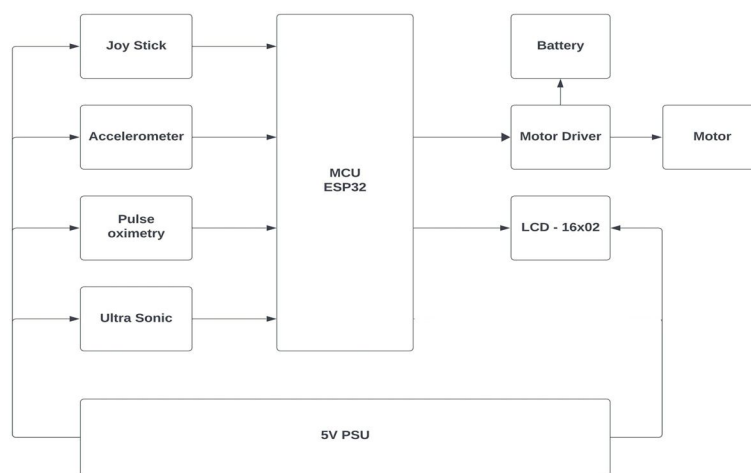 Joy Stick
Battery
Accelerometer
Motor Driver
Motor
MCU
ESP32
Pulse
oximetry
LCD - 16x02
Ultra Sonic
5V PSU